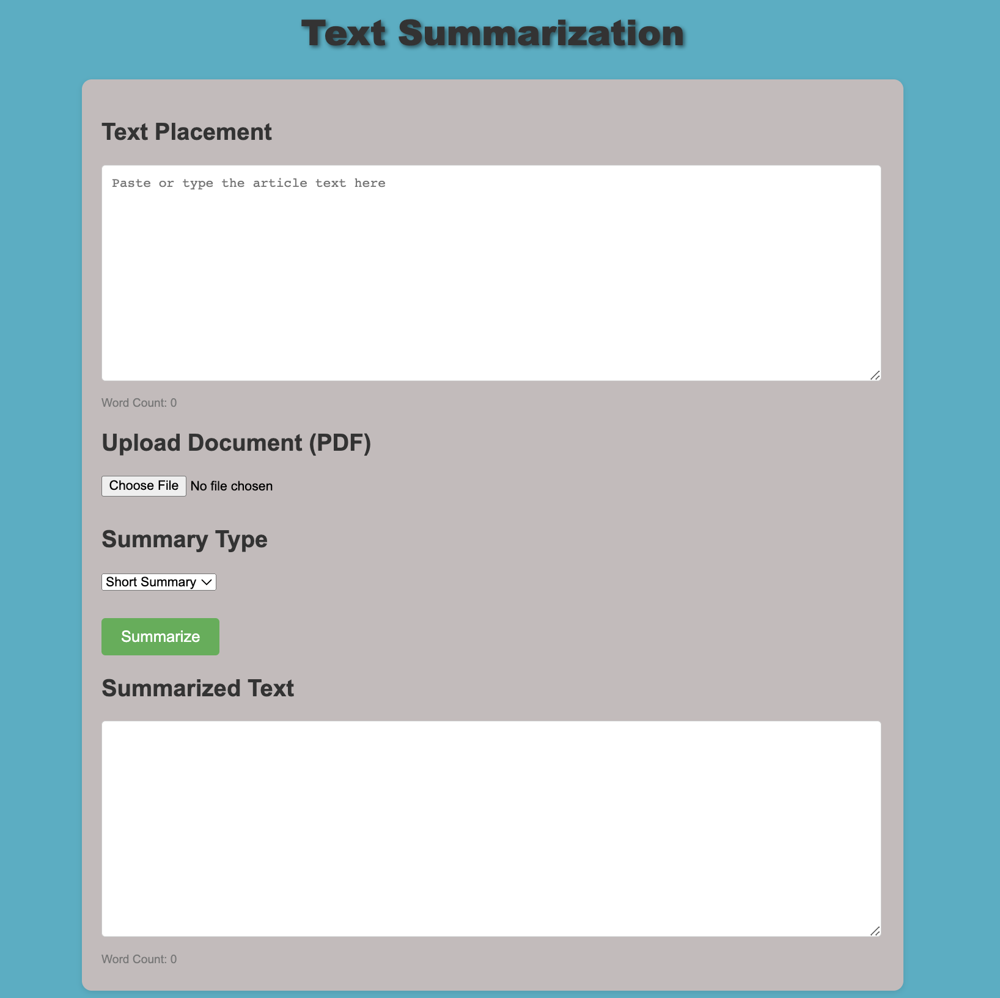 Text Summarization
Text Placement
Paste or type the article text here
Word Count: 0
Upload Document (PDF)
Choose File No file chosen
Summary Type
Short Summary
Summarize
Summarized Text
Word Count: 0